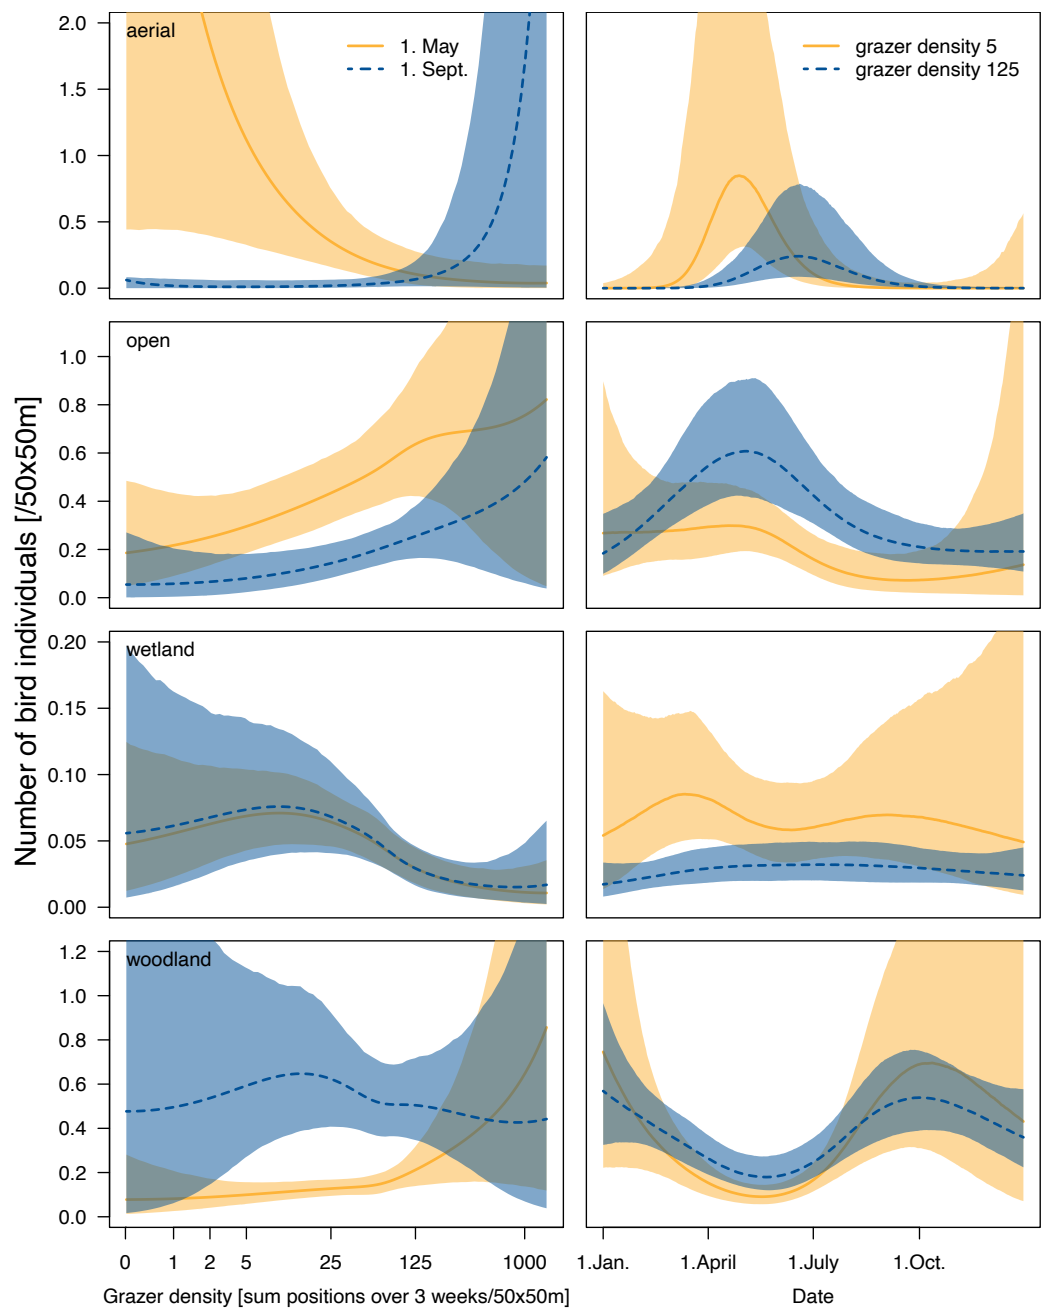 Number of bird individuals [/50x50m]
aerial
1. May
1. Sept.
2.0
1.5
1.0
0.5
0.0
grazer density 5
grazer density 125
open
1.0
0.8
0.6
0.4
0.2
0.0
wetland
0.20
0.15
0.10
0.05
0.00
woodland
1.2
1.0
0.8
0.6
0.4
0.2
0.0
0 1 2 5 25 125 1000
Grazer density [sum positions over 3 weeks/50x50m]
1.Jan. 1.April 1.July 1.Oct.
Date